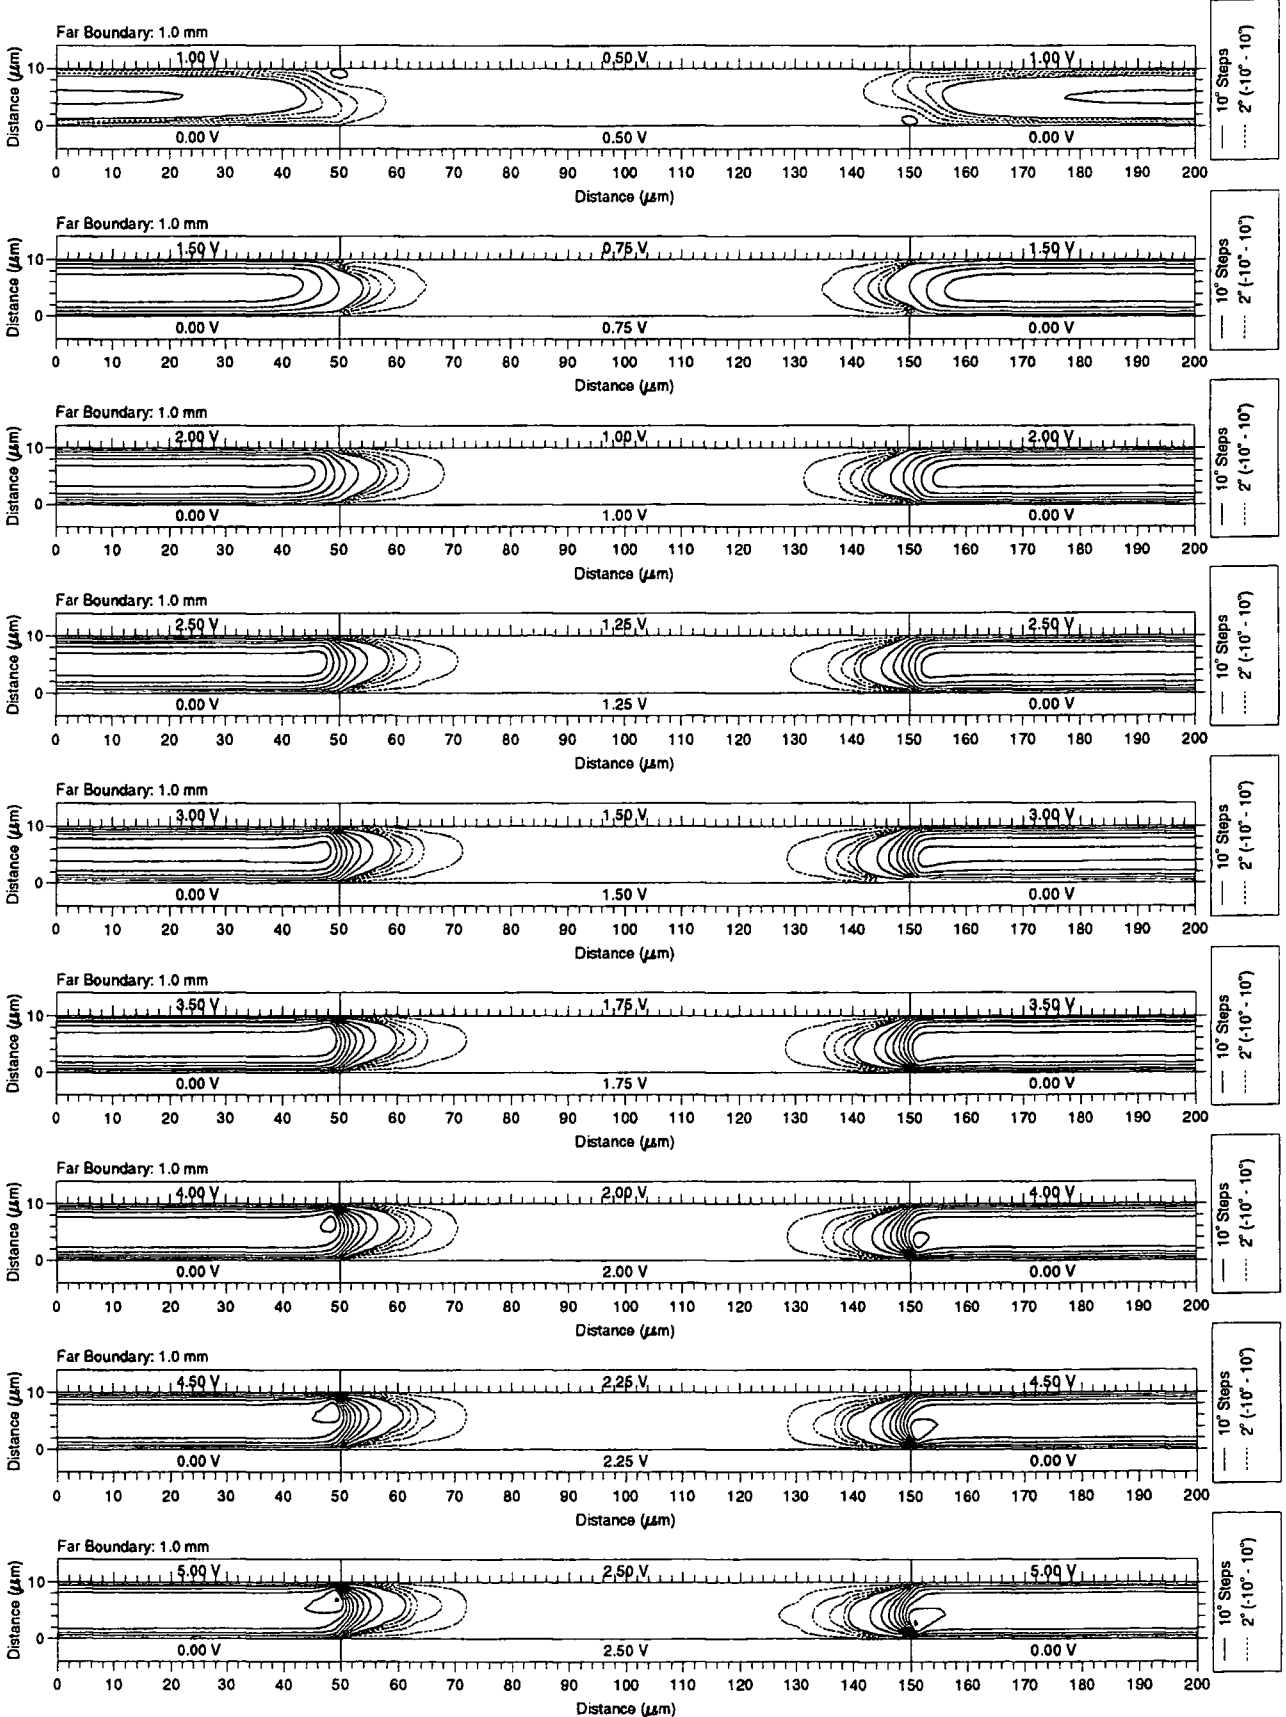 Far Boundary: 1.0 mm
1.00 V 0.50 V 1.00 V
10
0
Distance (μm)
0.00 V 0.50 V 0.00 V
0 10 20 30 40 50 60 70 80 90 100 110 120 130 140 150 160 170 180 190 200
Distance (μm)
10° Steps
2° (-10° - 10°)
Far Boundary: 1.0 mm
1.50 V 0.75 V 1.50 V
10
0
Distance (μm)
0.00 V 0.75 V 0.00 V
0 10 20 30 40 50 60 70 80 90 100 110 120 130 140 150 160 170 180 190 200
Distance (μm)
10° Steps
2° (-10° - 10°)
Far Boundary: 1.0 mm
2.00 V 1.00 V 2.00 V
10
0
Distance (μm)
0.00 V 1.00 V 0.00 V
0 10 20 30 40 50 60 70 80 90 100 110 120 130 140 150 160 170 180 190 200
Distance (μm)
10° Steps
2° (-10° - 10°)
Far Boundary: 1.0 mm
2.50 V 1.25 V 2.50 V
10
0
Distance (μm)
0.00 V 1.25 V 0.00 V
0 10 20 30 40 50 60 70 80 90 100 110 120 130 140 150 160 170 180 190 200
Distance (μm)
10° Steps
2° (-10° - 10°)
Far Boundary: 1.0 mm
3.00 V 1.50 V 3.00 V
10
0
Distance (μm)
0.00 V 1.50 V 0.00 V
0 10 20 30 40 50 60 70 80 90 100 110 120 130 140 150 160 170 180 190 200
Distance (μm)
10° Steps
2° (-10° - 10°)
Far Boundary: 1.0 mm
3.50 V 1.75 V 3.50 V
10
0
Distance (μm)
0.00 V 1.75 V 0.00 V
0 10 20 30 40 50 60 70 80 90 100 110 120 130 140 150 160 170 180 190 200
Distance (μm)
10° Steps
2° (-10° - 10°)
Far Boundary: 1.0 mm
4.00 V 2.00 V 4.00 V
10
0
Distance (μm)
0.00 V 2.00 V 0.00 V
0 10 20 30 40 50 60 70 80 90 100 110 120 130 140 150 160 170 180 190 200
Distance (μm)
10° Steps
2° (-10° - 10°)
Far Boundary: 1.0 mm
4.50 V 2.25 V 4.50 V
10
0
Distance (μm)
0.00 V 2.25 V 0.00 V
0 10 20 30 40 50 60 70 80 90 100 110 120 130 140 150 160 170 180 190 200
Distance (μm)
10° Steps
2° (-10° - 10°)
Far Boundary: 1.0 mm
5.00 V 2.50 V 5.00 V
10
0
Distance (μm)
0.00 V 2.50 V 0.00 V
0 10 20 30 40 50 60 70 80 90 100 110 120 130 140 150 160 170 180 190 200
Distance (μm)
10° Steps
2° (-10° - 10°)